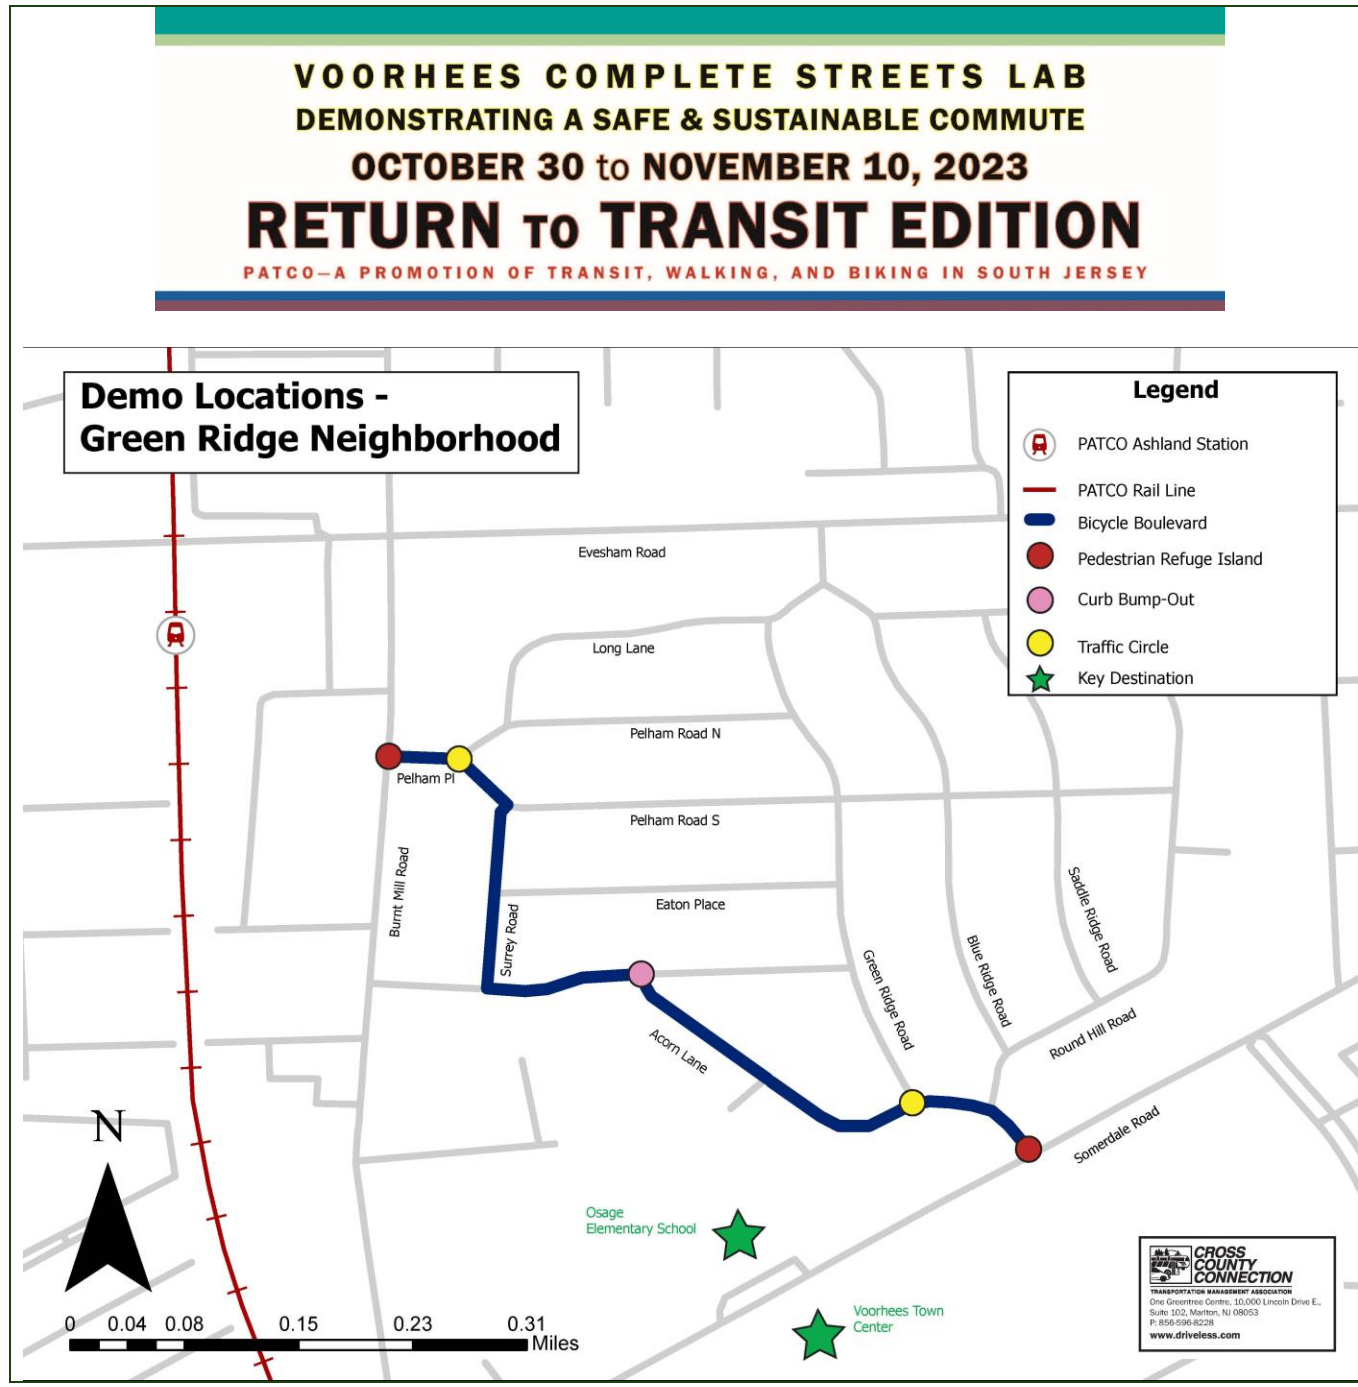 VOORHEES COMPLETE STREETS LAB
DEMONSTRATING A SAFE & SUSTAINABLE COMMUTE
OCTOBER 30 to NOVEMBER 10, 2023
RETURN TO TRANSIT EDITION
PATCO—A PROMOTION OF TRANSIT, WALKING, AND BIKING IN SOUTH JERSEY
Demo Locations -
Green Ridge Neighborhood
Legend
PATCO Ashland Station
PATCO Rail Line
Bicycle Boulevard
Pedestrian Refuge Island
Curb Bump-Out
Traffic Circle
Key Destination
Evesham Road
Long Lane
Pelham Road N
Pelham Pl
Pelham Road S
Burnt Mill Road
Surrey Road
Eaton Place
Saddle Ridge Road
Blue Ridge Road
Green Ridge Road
Round Hill Road
Acorn Lane
Somerdale Road
N
Osage
Elementary School
Voorhees Town
Center
0 0.04 0.08 0.15 0.23 0.31
Miles
CROSS
COUNTY
CONNECTION
TRANSPORTATION MANAGEMENT ASSOCIATION
One Greentree Centre, 10,000 Lincoln Drive E.,
Suite 102, Marlton, NJ 08053
P: 856-596-8228
www.driveless.com